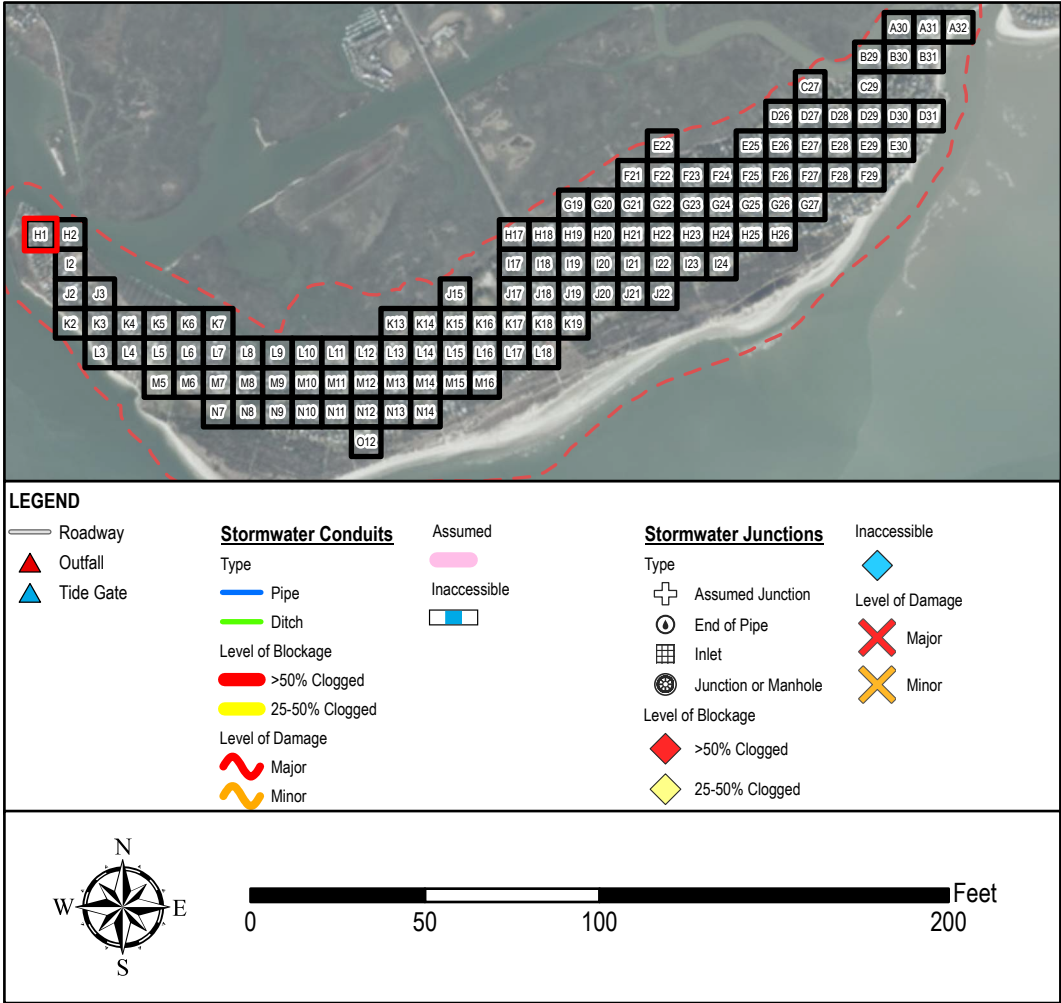 A30 A31 A32
B29 B30 B31
C27 C29
D26 D27 D28 D29 D30 D31
E22 E25 E26 E27 E28 E29 E30
F21 F22 F23 F24 F25 F26 F27 F28 F29
G19 G20 G21 G22 G23 G24 G25 G26 G27
H1 H2 H17 H18 H19 H20 H21 H22 H23 H24 H25 H26
I2 I17 I18 I19 I20 I21 I22 I23 I24
J2 J3 J15 J17 J18 J19 J20 J21 J22
K2 K3 K4 K5 K6 K7 K13 K14 K15 K16 K17 K18 K19
L3 L4 L5 L6 L7 L8 L9 L10 L11 L12 L13 L14 L15 L16 L17 L18
M5 M6 M7 M8 M9 M10 M11 M12 M13 M14 M15 M16
N7 N8 N9 N10 N11 N12 N13 N14
O12
LEGEND
Roadway
Outfall
Tide Gate
Stormwater Conduits
Type
Pipe
Ditch
Level of Blockage
>50% Clogged
25-50% Clogged
Level of Damage
Major
Minor
Assumed
Inaccessible
Stormwater Junctions
Type
Assumed Junction
End of Pipe
Inlet
Junction or Manhole
Level of Blockage
>50% Clogged
25-50% Clogged
Inaccessible
Level of Damage
Major
Minor
N
W E
S
Feet
0 50 100 200